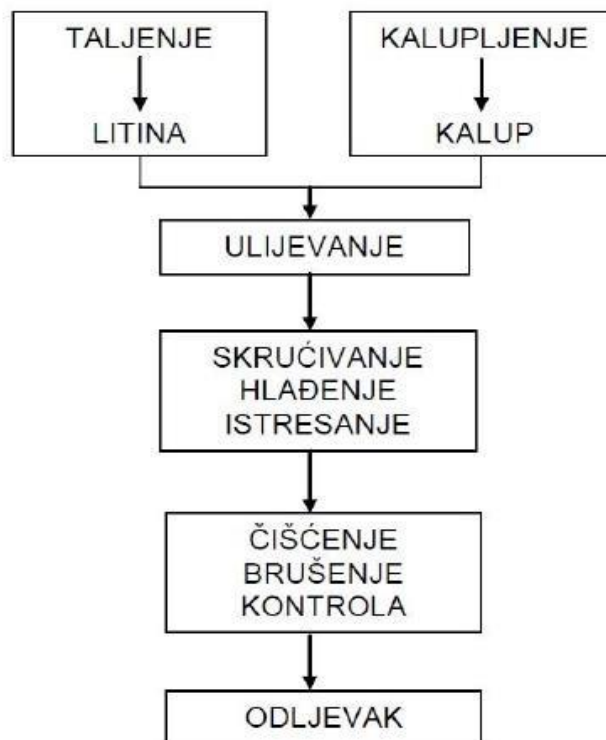 TALJENJE
LITINA
KALUPLJENJE
KALUP
ULIJEVANJE
SKRUĆIVANJE
HLAĐENJE
ISTRESANJE
ČIŠĆENJE
BRUŠENJE
KONTROLA
ODLJEVAK